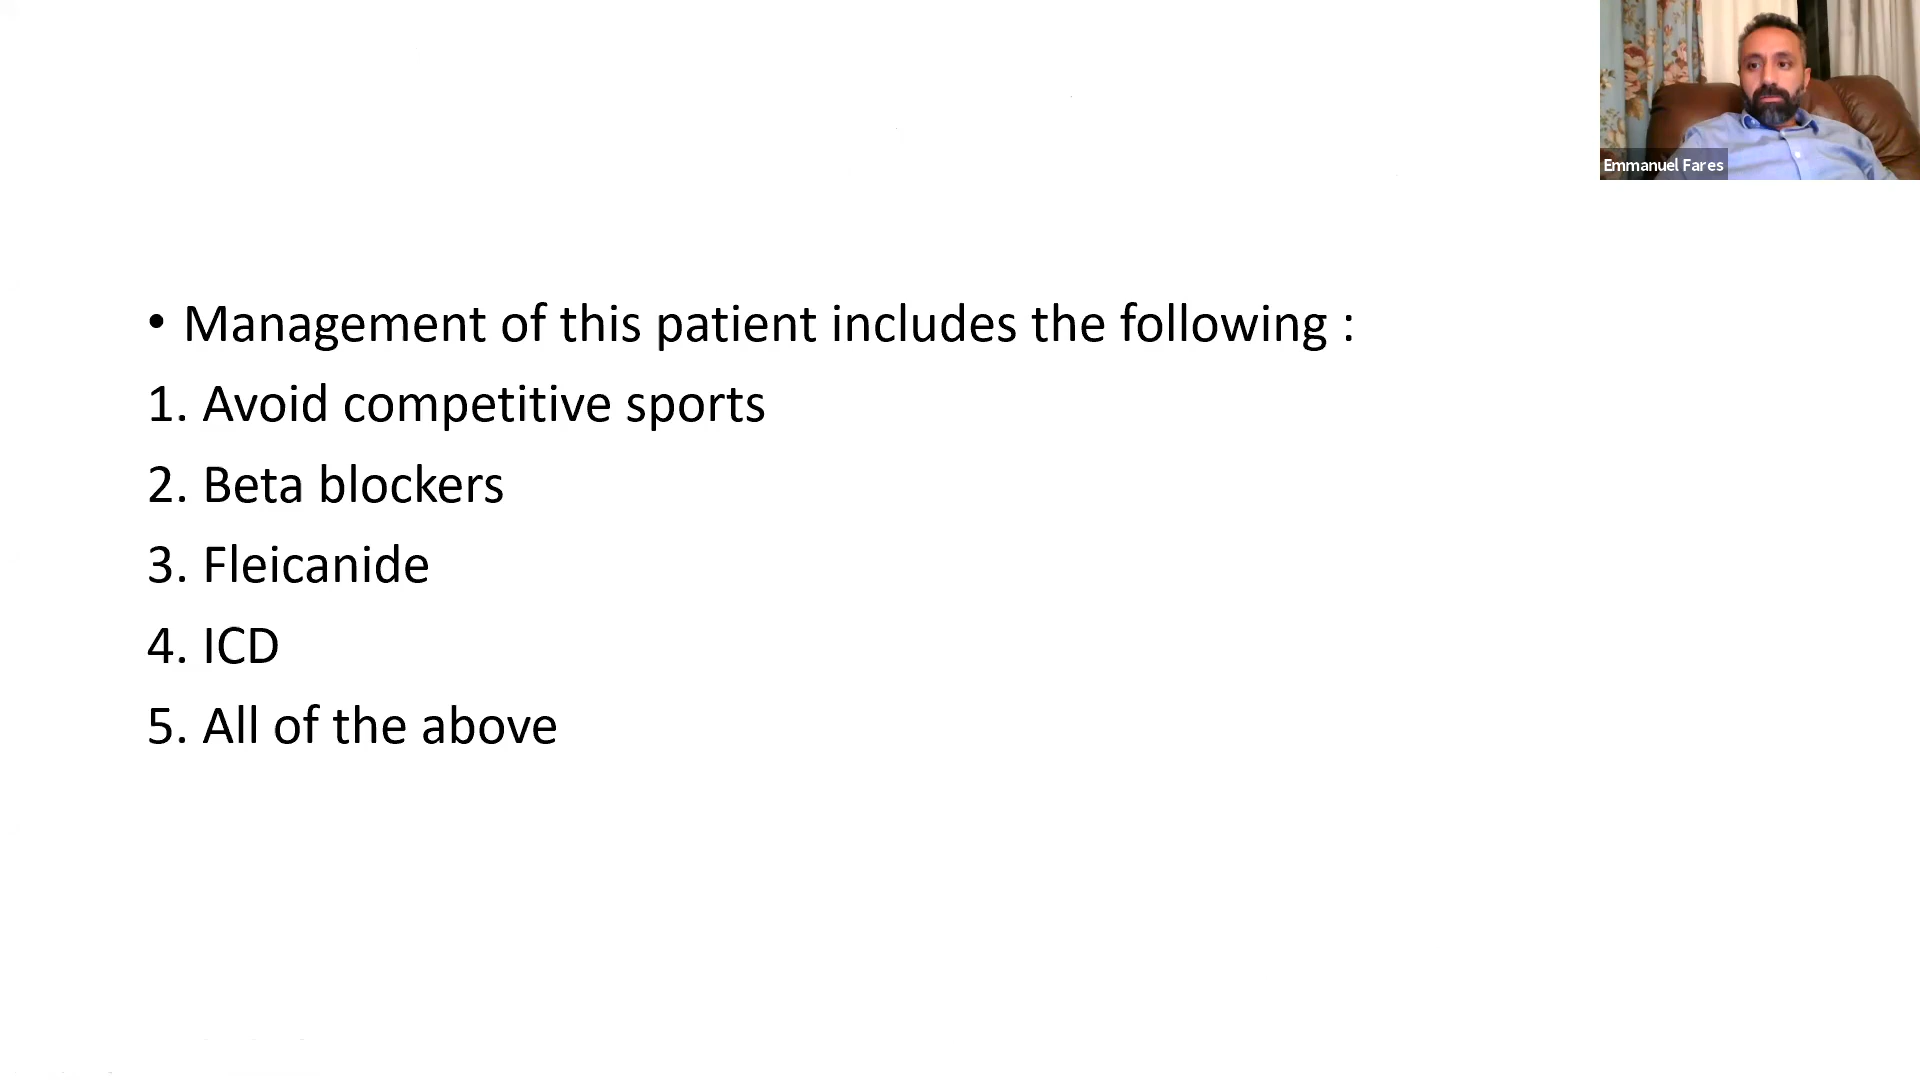 Emmanuel Fares
• Management of this patient includes the following :
1. Avoid competitive sports
2. Beta blockers
3. Fleicanide
4. ICD
5. All of the above